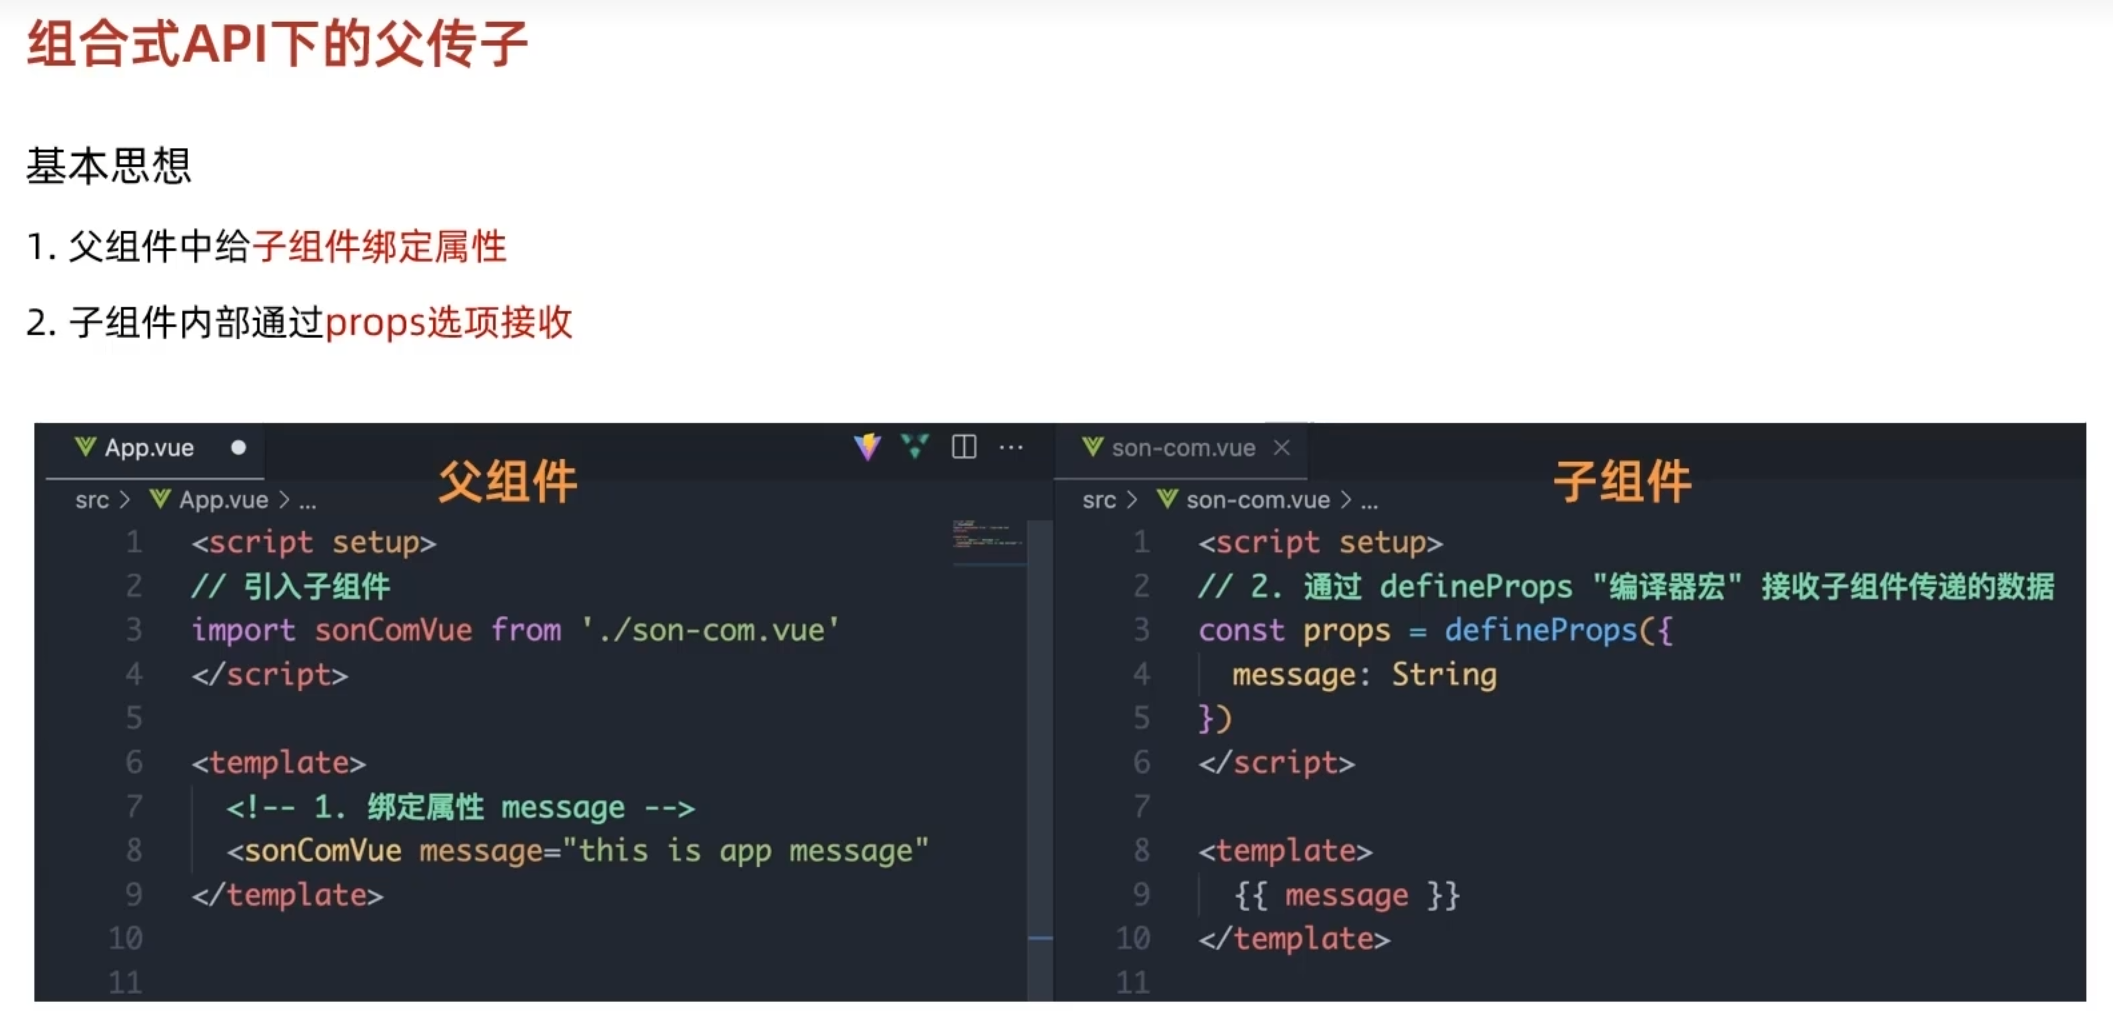 组合式API下的父传子
基本思想
1. 父组件中给子组件绑定属性
2. 子组件内部通过props选项接收
App.vue
父组件
src > App.vue > ...
1 <script setup>
2 // 引入子组件
3 import sonComVue from './son-com.vue'
4 </script>
5
6 <template>
7 <!-- 1. 绑定属性 message -->
8 <sonComVue message="this is app message"
9 </template>
10
11
son-com.vue
子组件
src > son-com.vue > ...
1 <script setup>
2 // 2. 通过 defineProps "编译器宏" 接收子组件传递的数据
3 const props = defineProps({
4 message: String
5 })
6 </script>
7
8 <template>
9 {{ message }}
10 </template>
11